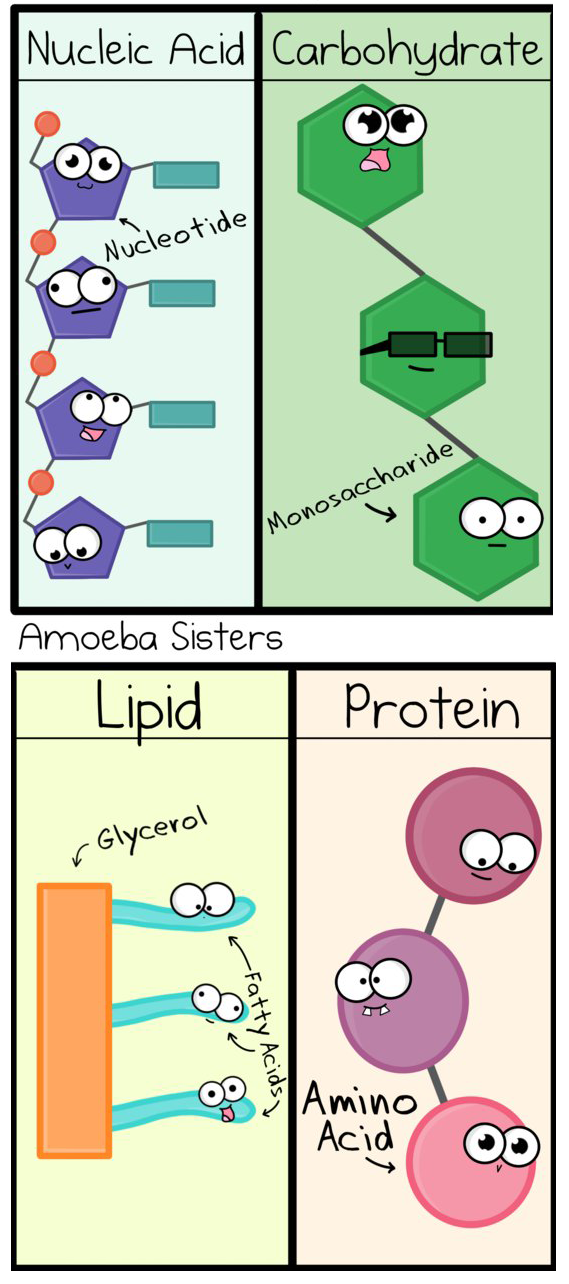 Nucleic Acid
Carbohydrate
Nucleotide
Monosaccharide
Amoeba Sisters
Lipid
Protein
Glycerol
Fatty Acids
Amino
Acid